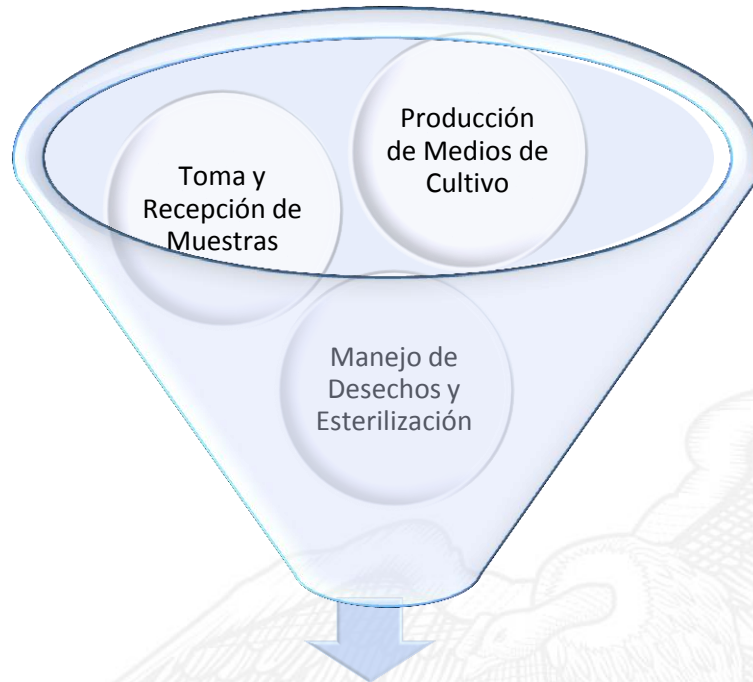 Producción
de Medios de
Cultivo
Toma y
Recepción de
Muestras
Manejo de
Desechos y
Esterilización